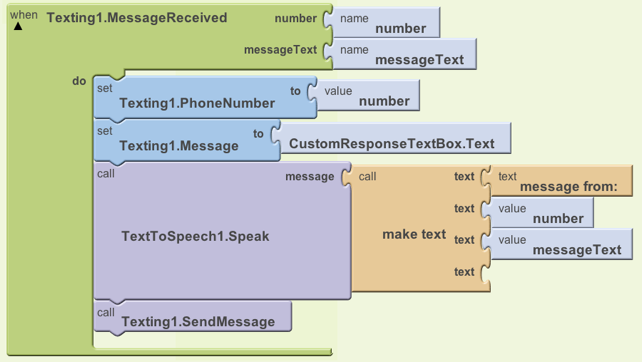 when Texting1.MessageReceived number name number
messageText name messageText
do
set Texting1.PhoneNumber to value number
set Texting1.Message to CustomResponseTextBox.Text
call TextToSpeech1.Speak message call make text text text message from:
text value number
text value messageText
text
call Texting1.SendMessage